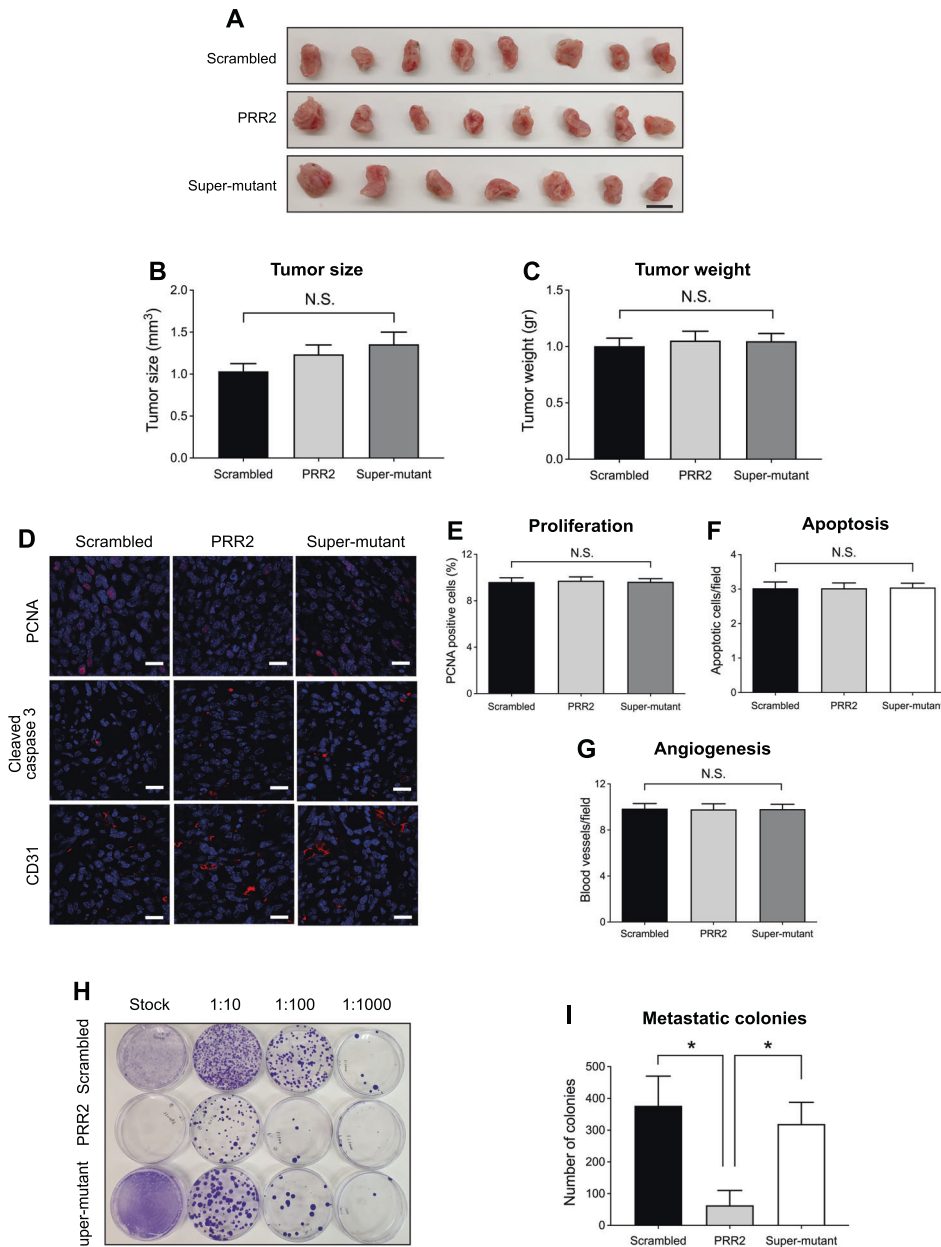 A
Scrambled
PRR2
Super-mutant
B
Tumor size
Tumor size (mm3)
2.0
1.5
1.0
0.5
0.0
N.S.
Scrambled PRR2 Super-mutant
C
Tumor weight
Tumor weight (gr)
1.5
1.0
0.5
0.0
N.S.
Scrambled PRR2 Super-mutant
D
Scrambled PRR2 Super-mutant
PCNA
Cleaved
caspase 3
CD31
E
Proliferation
PCNA positive cells (%)
12
8
4
0
N.S.
Scrambled PRR2 Super-mutant
F
Apoptosis
Apoptotic cells/field
4
3
2
1
0
N.S.
Scrambled PRR2 Super-mutant
G
Angiogenesis
Blood vessels/field
12
8
4
0
N.S.
Scrambled PRR2 Super-mutant
H
Stock 1:10 1:100 1:1000
Scrambled
PRR2
uper-mutant
I
Metastatic colonies
Number of colonies
500
400
300
200
100
0
* *
Scrambled PRR2 Super-mutant